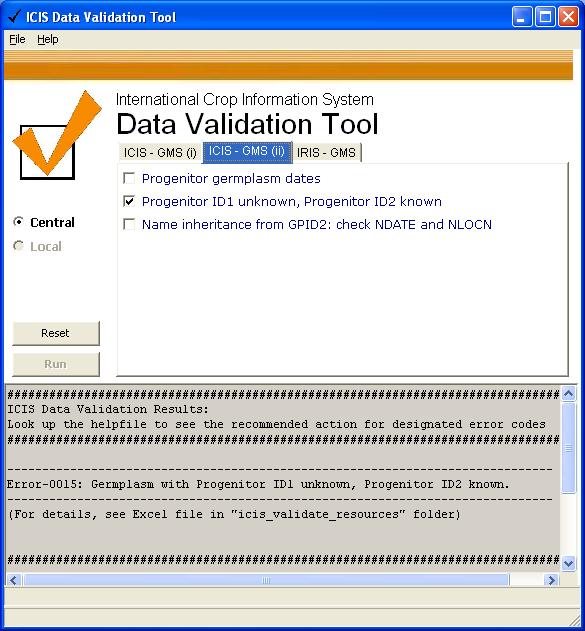 ICIS Data Validation Tool
File Help
International Crop Information System
Data Validation Tool
ICIS - GMS (i) ICIS - GMS (ii) IRIS - GMS
Progenitor germplasm dates
Progenitor ID1 unknown, Progenitor ID2 known
Name inheritance from GPID2: check NDATE and NLOCN
Central
Local
Reset
Run
################################################################################
ICIS Data Validation Results:
Look up the helpfile to see the recommended action for designated error codes
################################################################################
--------------------------------------------------------------------------------
Error-0015: Germplasm with Progenitor ID1 unknown, Progenitor ID2 known.
--------------------------------------------------------------------------------
(For details, see Excel file in "icis_validate_resources" folder)
################################################################################